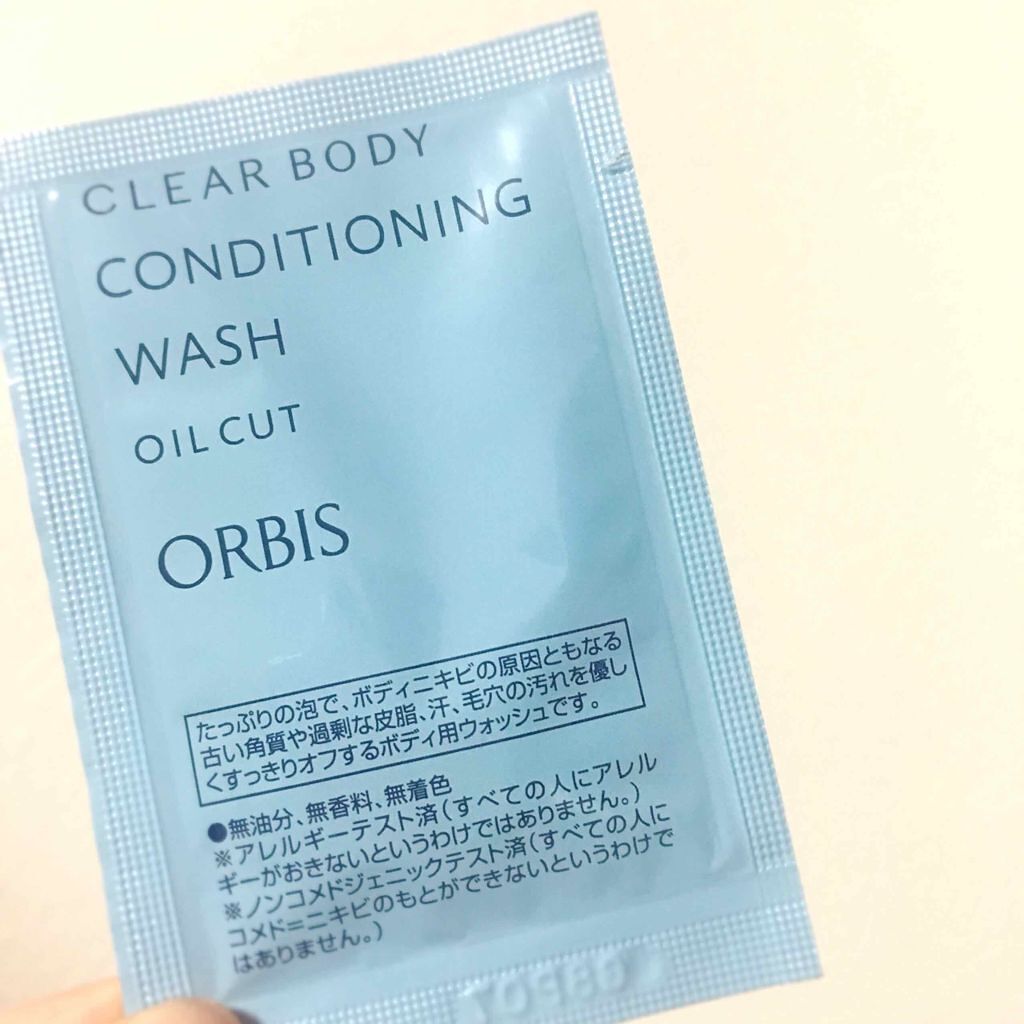 CLEAR BODY
CONDITIONING
WASH
OIL CUT
ORBIS
たっぷりの泡で、ボディニキビの原因ともなる
古い角質や過剰な皮脂、汗、毛穴の汚れを優し
くすっきりオフするボディ用ウォッシュです。
●無油分、無香料、無着色
※アレルギーテスト済(すべての人にアレル
ギーがおきないというわけではありません。)
※ノンコメドジェニックテスト済(すべての人に
コメド=ニキビのもとができないというわけで
はありません。)